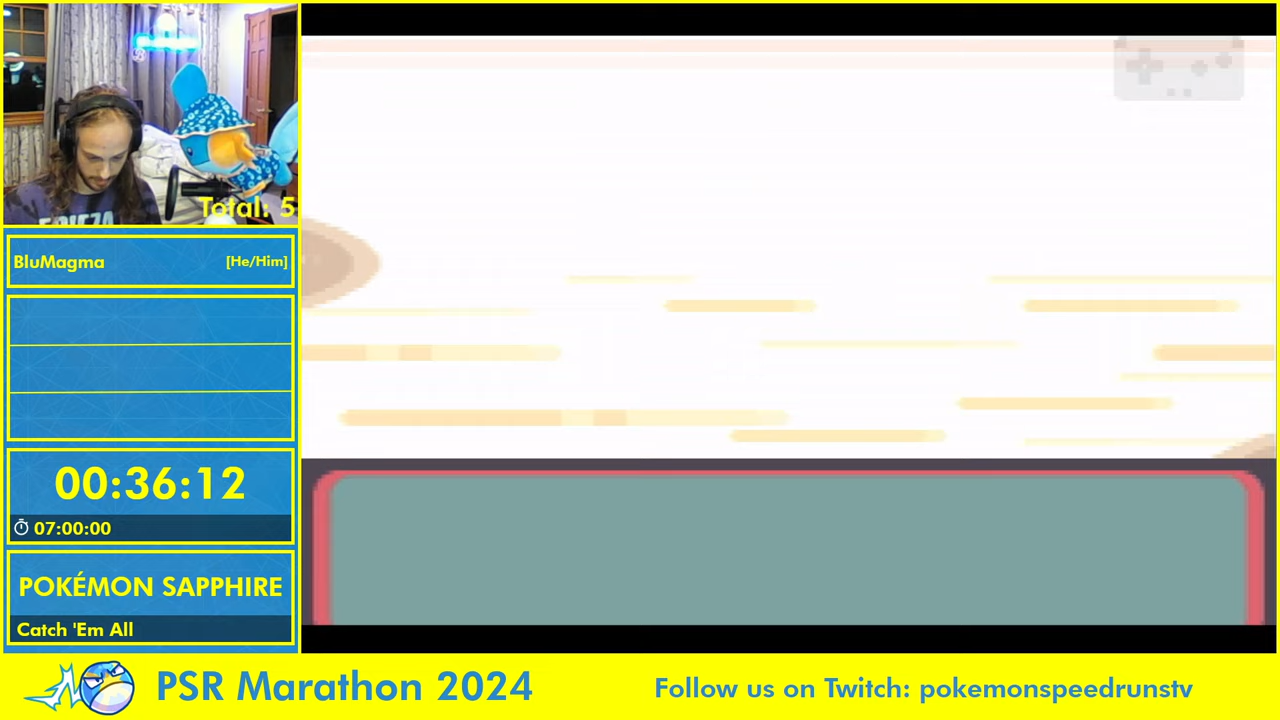 Total: 5
BluMagma
[He/Him]
00:36:12
07:00:00
POKÉMON SAPPHIRE
Catch 'Em All
PSR Marathon 2024
Follow us on Twitch: pokemonspeedrunstv